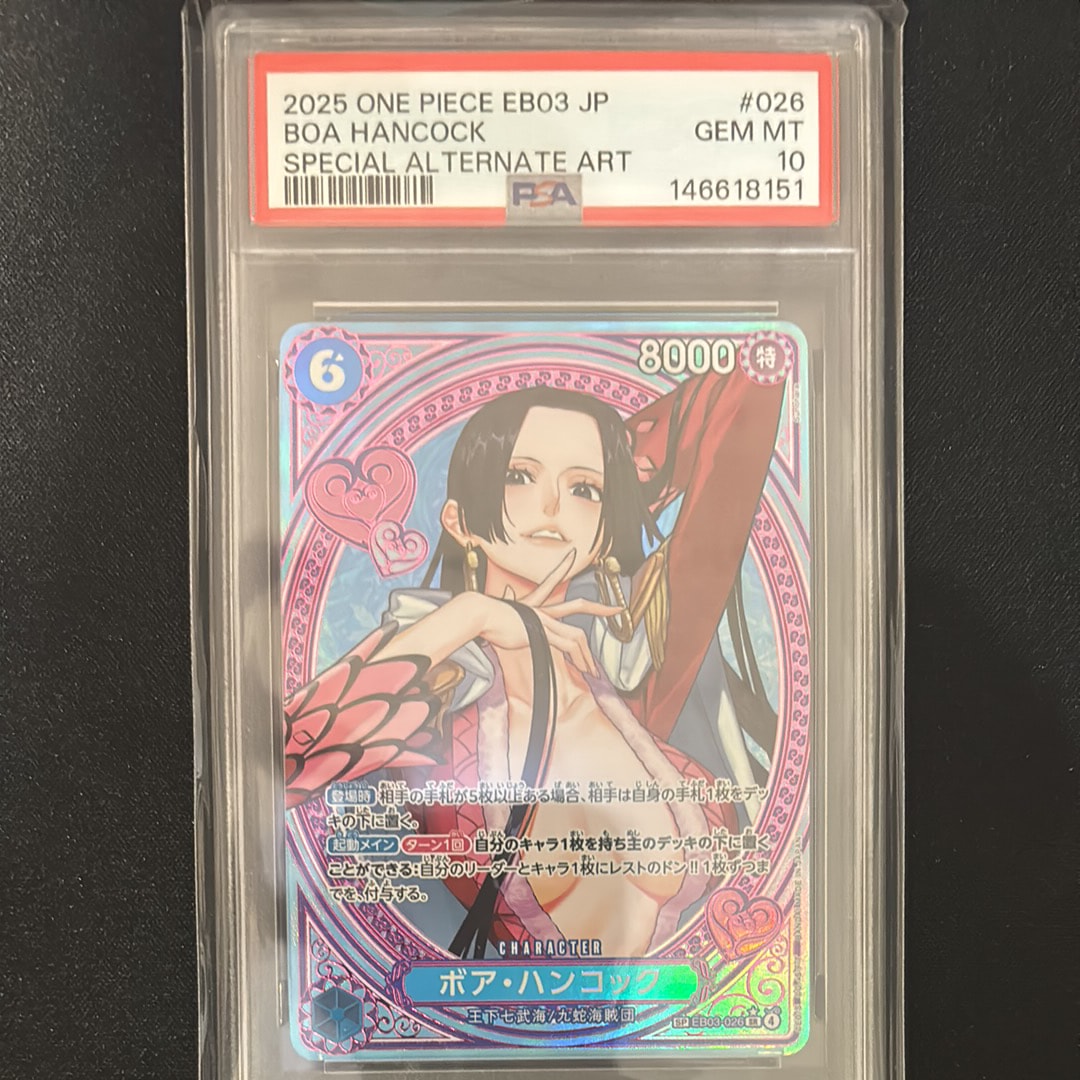 2025 ONE PIECE EB03 JP #026
BOA HANCOCK GEM MT
SPECIAL ALTERNATE ART 10
PSA 146618151
6 8000 特
登場時 相手の手札が5枚以上ある場合、相手は自身の手札1枚をデッ
キの下に置く。
起動メイン ターン1回 自分のキャラ1枚を持ち主のデッキの下に置く
ことができる:自分のリーダーとキャラ1枚にレストのドン!!1枚ずつま
でを、付与する。
CHARACTER
ボア・ハンコック
王下七武海/九蛇海賊団 SP EB03-026 4